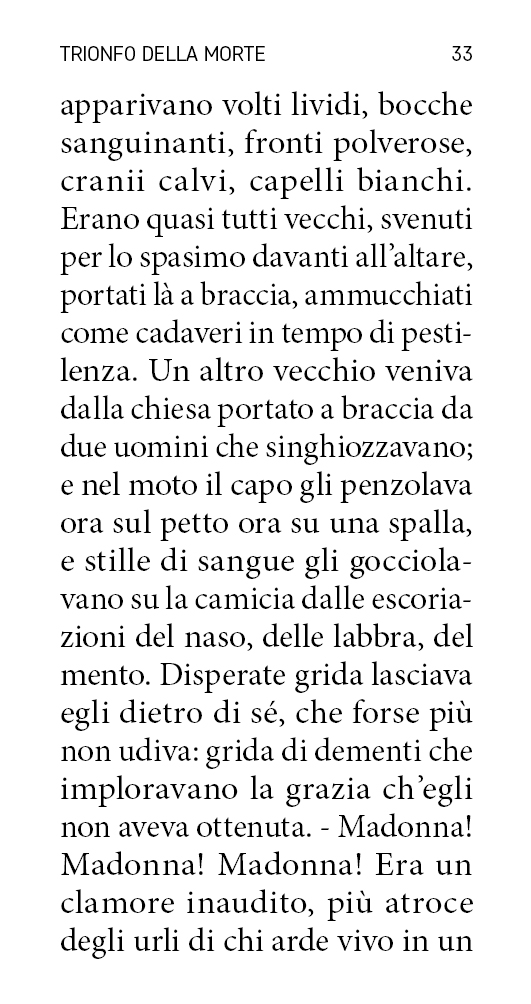 TRIONFO DELLA MORTE 33
apparivano volti lividi, bocche
sanguinanti, fronti polverose,
cranii calvi, capelli bianchi.
Erano quasi tutti vecchi, svenuti
per lo spasimo davanti all’altare,
portati là a braccia, ammucchiati
come cadaveri in tempo di pesti-
lenza. Un altro vecchio veniva
dalla chiesa portato a braccia da
due uomini che singhiozzavano;
e nel moto il capo gli penzolava
ora sul petto ora su una spalla,
e stille di sangue gli gocciola-
vano su la camicia dalle escoria-
zioni del naso, delle labbra, del
mento. Disperate grida lasciava
egli dietro di sé, che forse più
non udiva: grida di dementi che
imploravano la grazia ch’egli
non aveva ottenuta. - Madonna!
Madonna! Madonna! Era un
clamore inaudito, più atroce
degli urli di chi arde vivo in un